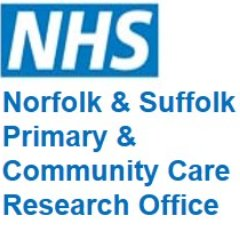 NHS
Norfolk & Suffolk
Primary &
Community Care
Research Office